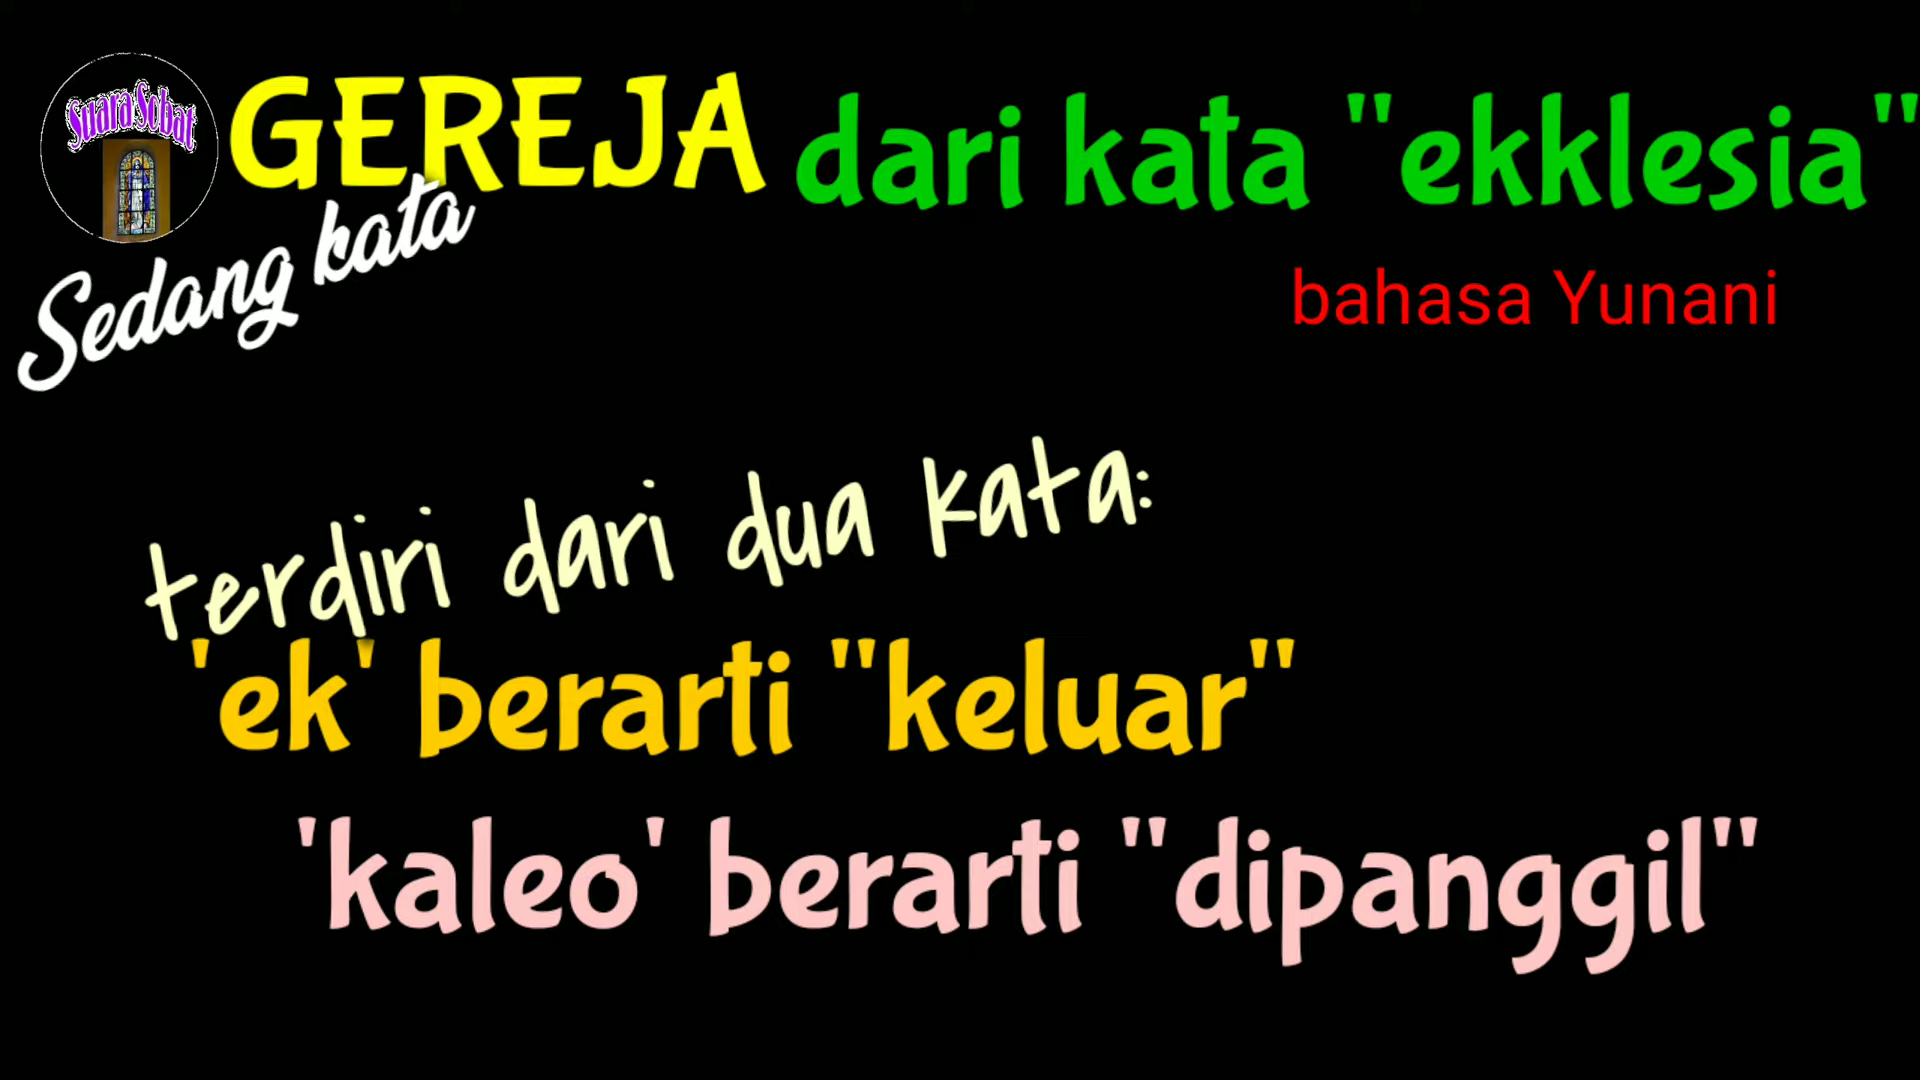 Suara Sobat
GEREJA dari kata "ekklesia"
Sedang kata
bahasa Yunani
terdiri dari dua kata:
'ek' berarti "keluar"
'kaleo' berarti "dipanggil"